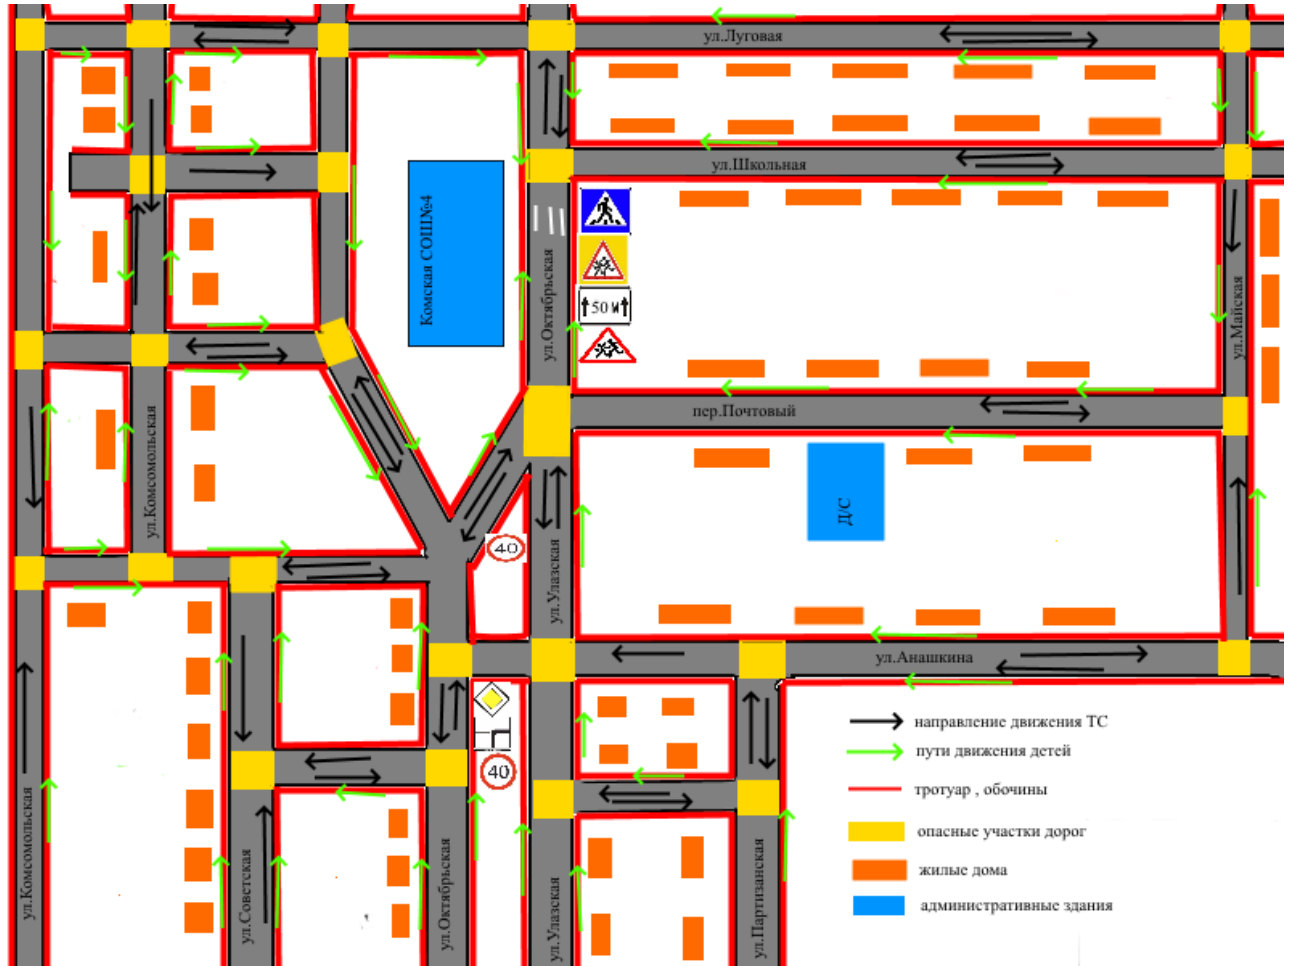 ул.Луговая
ул.Школьная
Комская СОШ№4
ул.Октябрьская
50 м
ул.Майская
пер.Почтовый
ул.Комсомольская
Д/С
40
ул.Улазская
ул.Анашкина
40
направление движения ТС
пути движения детей
тротуар , обочины
опасные участки дорог
жилые дома
административные здания
ул.Комсомольская
ул.Советская
ул.Октябрьская
ул.Улазская
ул.Партизанская